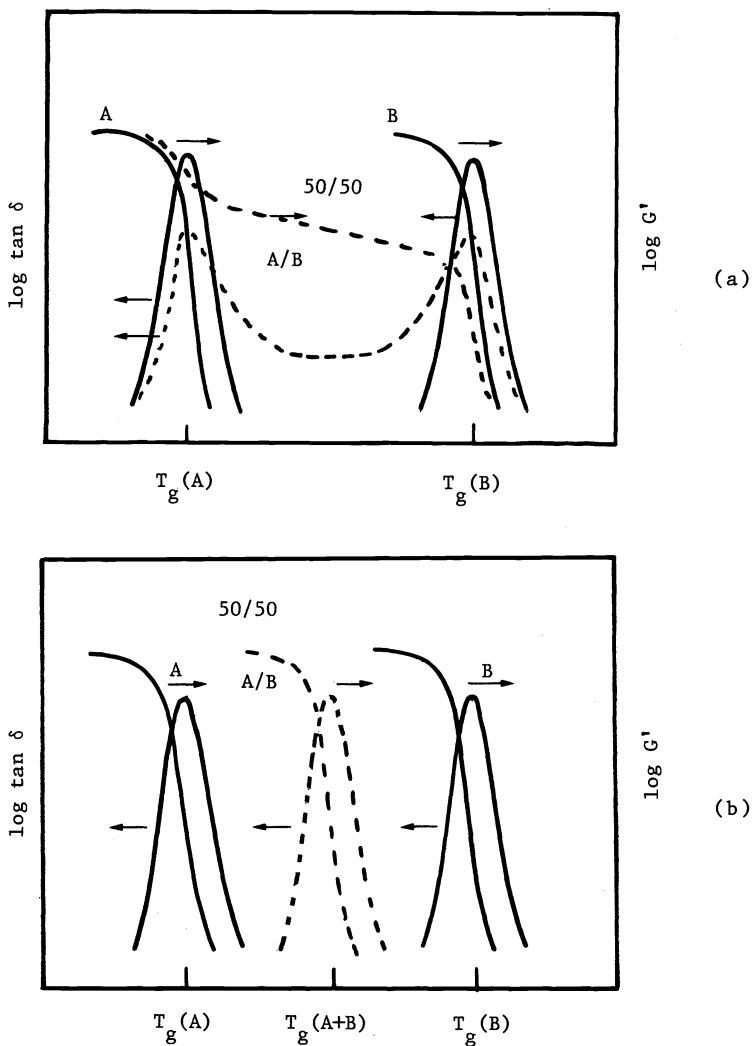 A
B
50/50
A/B
log tan δ
log G'
(a)
T_g(A)
T_g(B)
50/50
A
A/B
B
log tan δ
log G'
(b)
T_g(A)
T_g(A+B)
T_g(B)